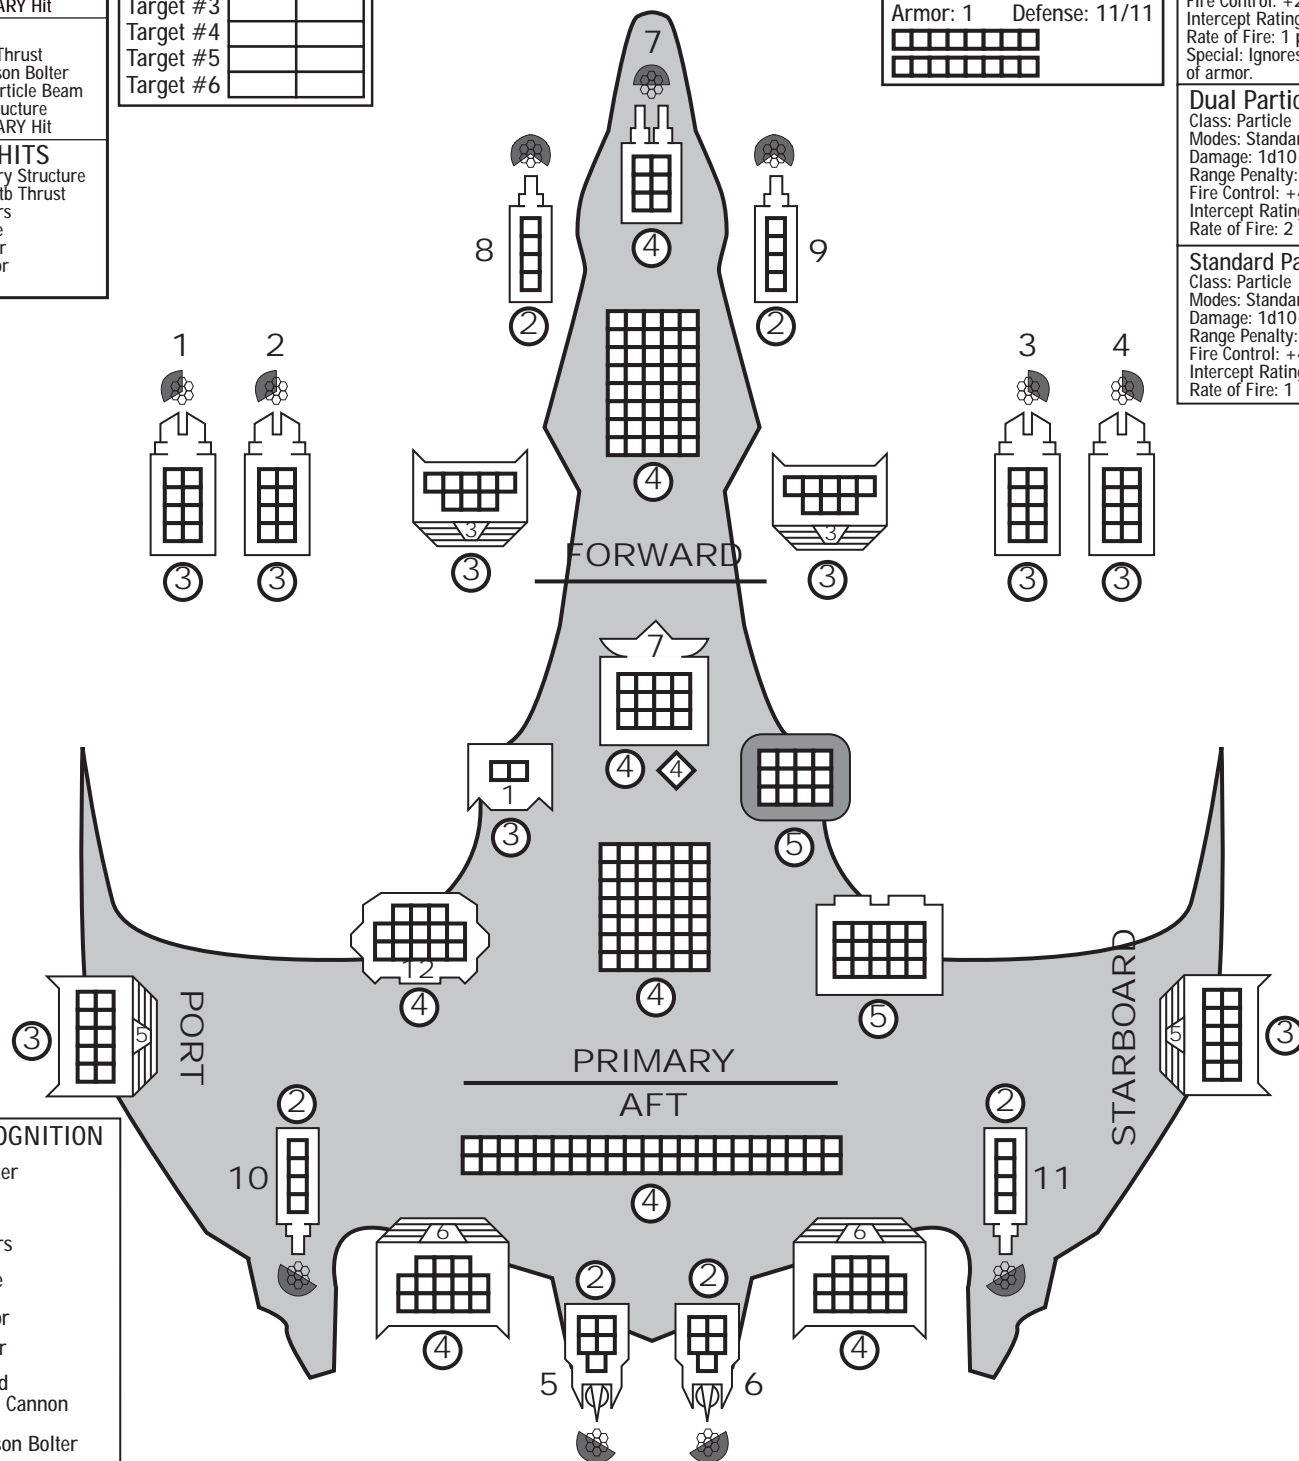 ARY Hit
Thrust
son Bolter
article Beam
ructure
ARY Hit
HITS
ry Structure
tb Thrust
rs
e
r
or
Target #3
Target #4
Target #5
Target #6
Armor: 1 Defense: 11/11
Fire Control: +2
Intercept Rating
Rate of Fire: 1 p
Special: Ignores
of armor.
Dual Partic
Class: Particle
Modes: Standar
Damage: 1d10
Range Penalty:
Fire Control: +4
Intercept Rating
Rate of Fire: 2
Standard Pa
Class: Particle
Modes: Standar
Damage: 1d10
Range Penalty:
Fire Control: +4
Intercept Rating
Rate of Fire: 1
7
4
8
2
9
2
1
3
2
3
3
3
4
3
4
3
3
3
3
FORWARD
7
4
4
1
3
5
12
4
4
5
3
5
PORT
STARBOARD
5
3
PRIMARY
AFT
2
10
2
11
4
6
4
6
4
2
5
2
6
OGNITION
ter
rs
e
or
r
d
Cannon
son Bolter